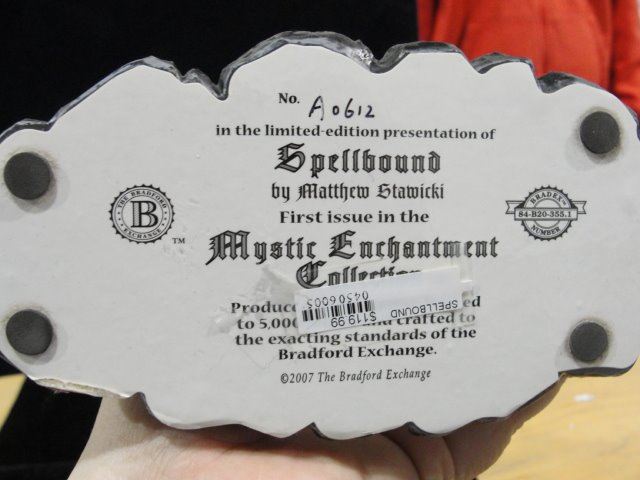 No. A0612
in the limited-edition presentation of
Spellbound
by Matthew Stawicki
First issue in the
Mystic Enchantment
Collection
THE BRADFORD EXCHANGE
B
TM
BRADEX
84-B20-355.1
NUMBER
SPELLBOUND
$119.99
to 5,000 and crafted to
the exacting standards of the
Bradford Exchange.
©2007 The Bradford Exchange